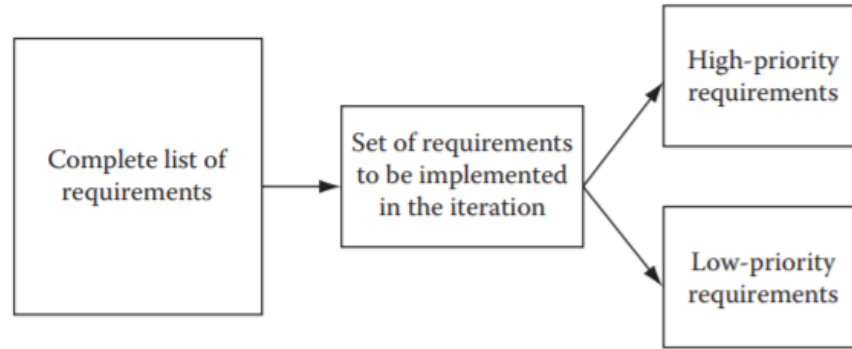 Complete list of
requirements
Set of requirements
to be implemented
in the iteration
High-priority
requirements
Low-priority
requirements